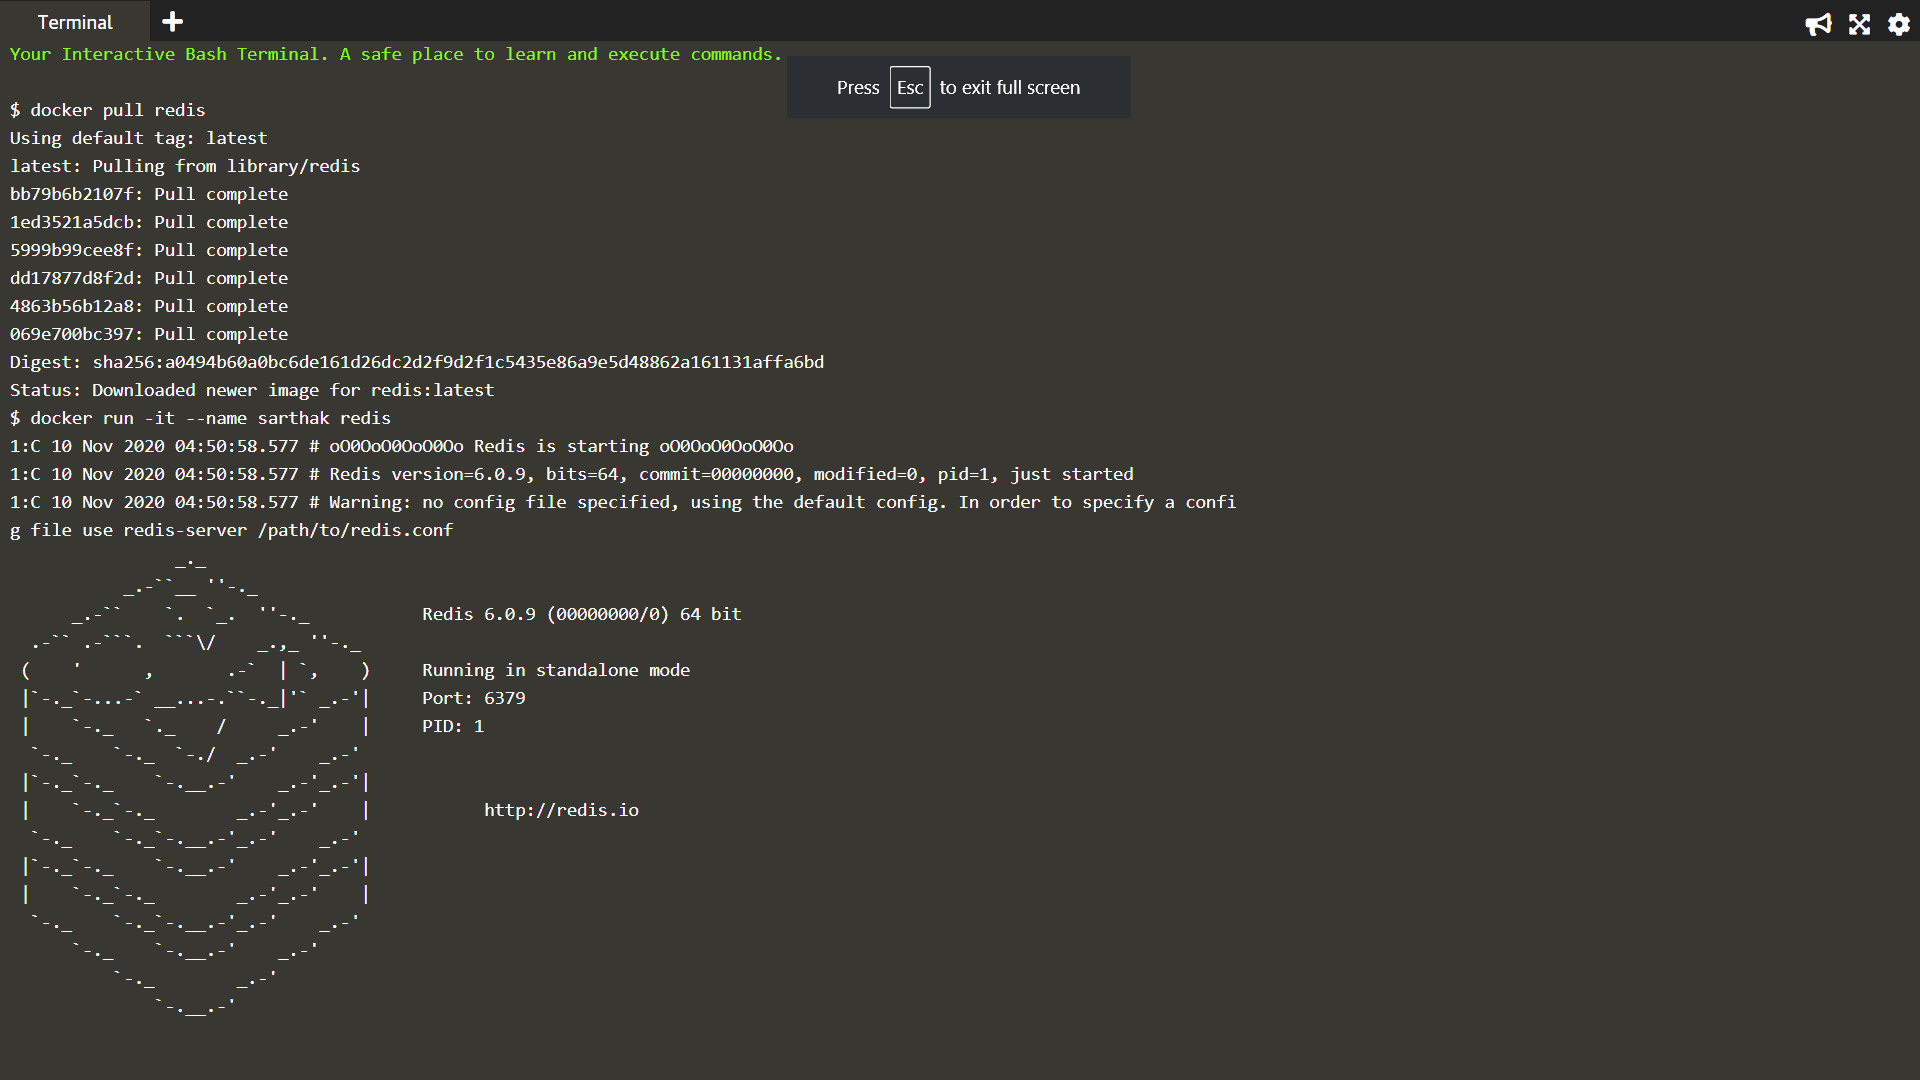 Terminal
Your Interactive Bash Terminal. A safe place to learn and execute commands.
Press Esc to exit full screen
$ docker pull redis
Using default tag: latest
latest: Pulling from library/redis
bb79b6b2107f: Pull complete
1ed3521a5dcb: Pull complete
5999b99cee8f: Pull complete
dd17877d8f2d: Pull complete
4863b56b12a8: Pull complete
069e700bc397: Pull complete
Digest: sha256:a0494b60a0bc6de161d26dc2d2f9d2f1c5435e86a9e5d48862a161131affa6bd
Status: Downloaded newer image for redis:latest
$ docker run -it --name sarthak redis
1:C 10 Nov 2020 04:50:58.577 # oO0OoO0OoO0Oo Redis is starting oO0OoO0OoO0Oo
1:C 10 Nov 2020 04:50:58.577 # Redis version=6.0.9, bits=64, commit=00000000, modified=0, pid=1, just started
1:C 10 Nov 2020 04:50:58.577 # Warning: no config file specified, using the default config. In order to specify a confi
g file use redis-server /path/to/redis.conf
Redis 6.0.9 (00000000/0) 64 bit
Running in standalone mode
Port: 6379
PID: 1
http://redis.io